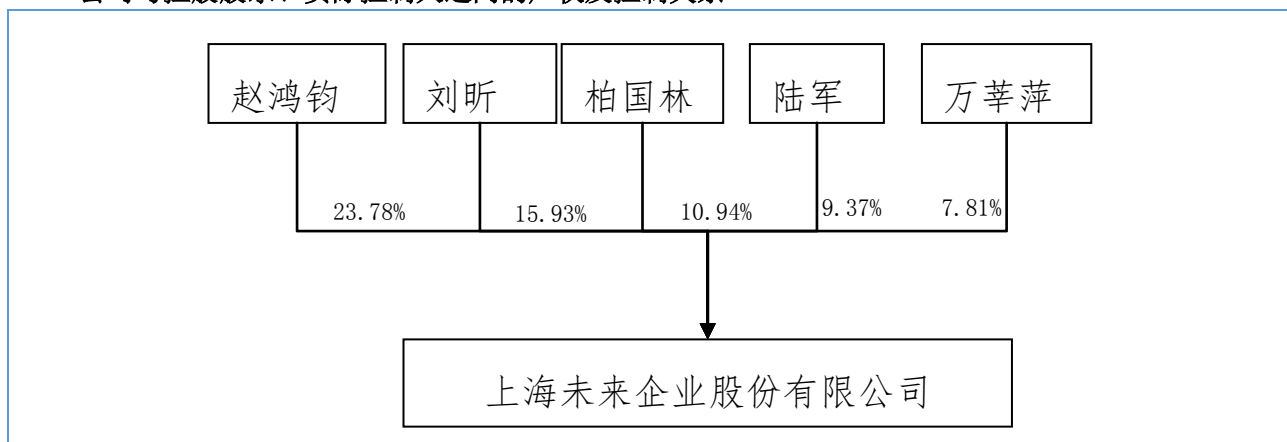 赵鸿钧 刘昕 柏国林 陆军 万莘萍
23.78% 15.93% 10.94% 9.37% 7.81%
上海未来企业股份有限公司